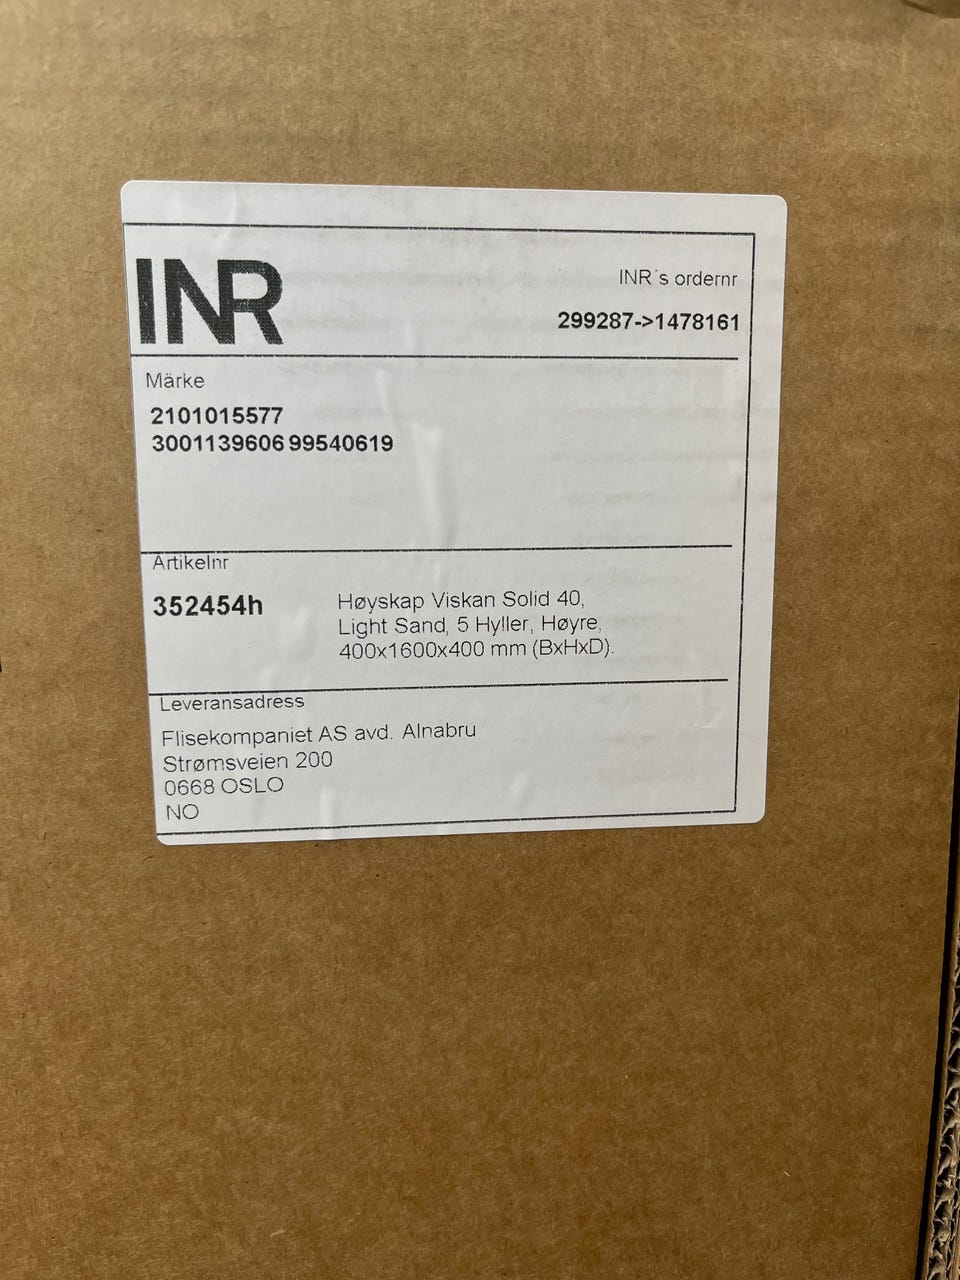 INR
INR´s ordernr
299287->1478161
Märke
2101015577
3001139606 99540619
Artikelnr
352454h
Høyskap Viskan Solid 40,
Light Sand, 5 Hyller, Høyre,
400x1600x400 mm (BxHxD).
Leveransadress
Flisekompaniet AS avd. Alnabru
Strømsveien 200
0668 OSLO
NO